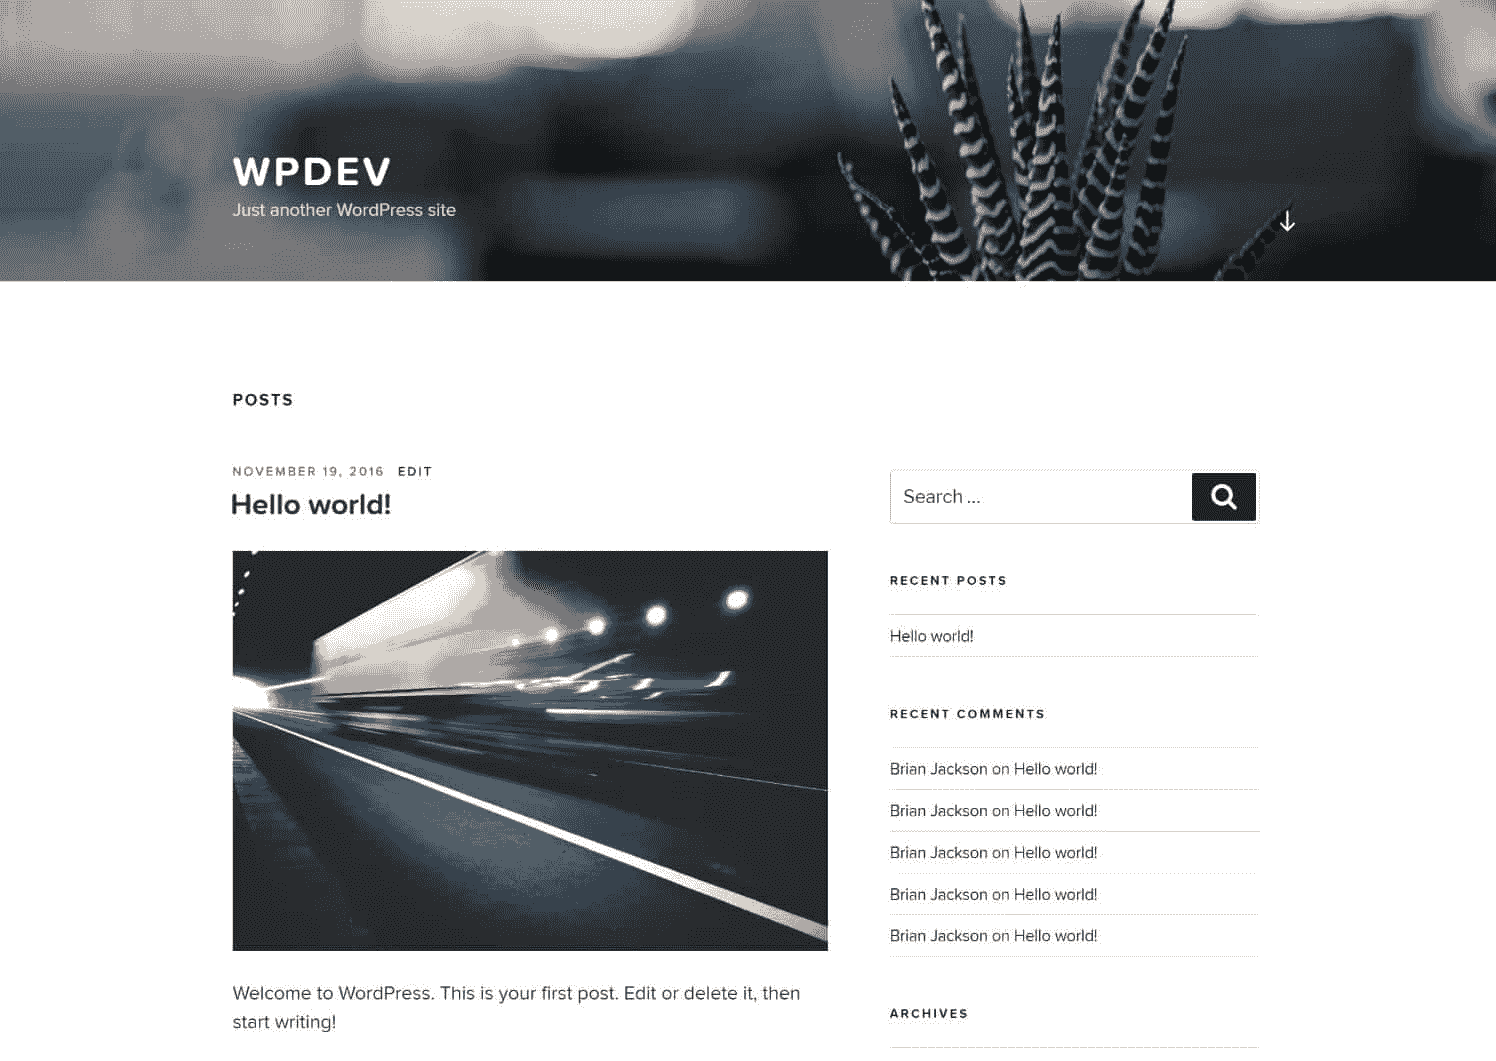 WPDEV
Just another WordPress site
POSTS
NOVEMBER 19, 2016 EDIT
Hello world!
Welcome to WordPress. This is your first post. Edit or delete it, then
start writing!
Search ...
RECENT POSTS
Hello world!
RECENT COMMENTS
Brian Jackson on Hello world!
Brian Jackson on Hello world!
Brian Jackson on Hello world!
Brian Jackson on Hello world!
Brian Jackson on Hello world!
ARCHIVES